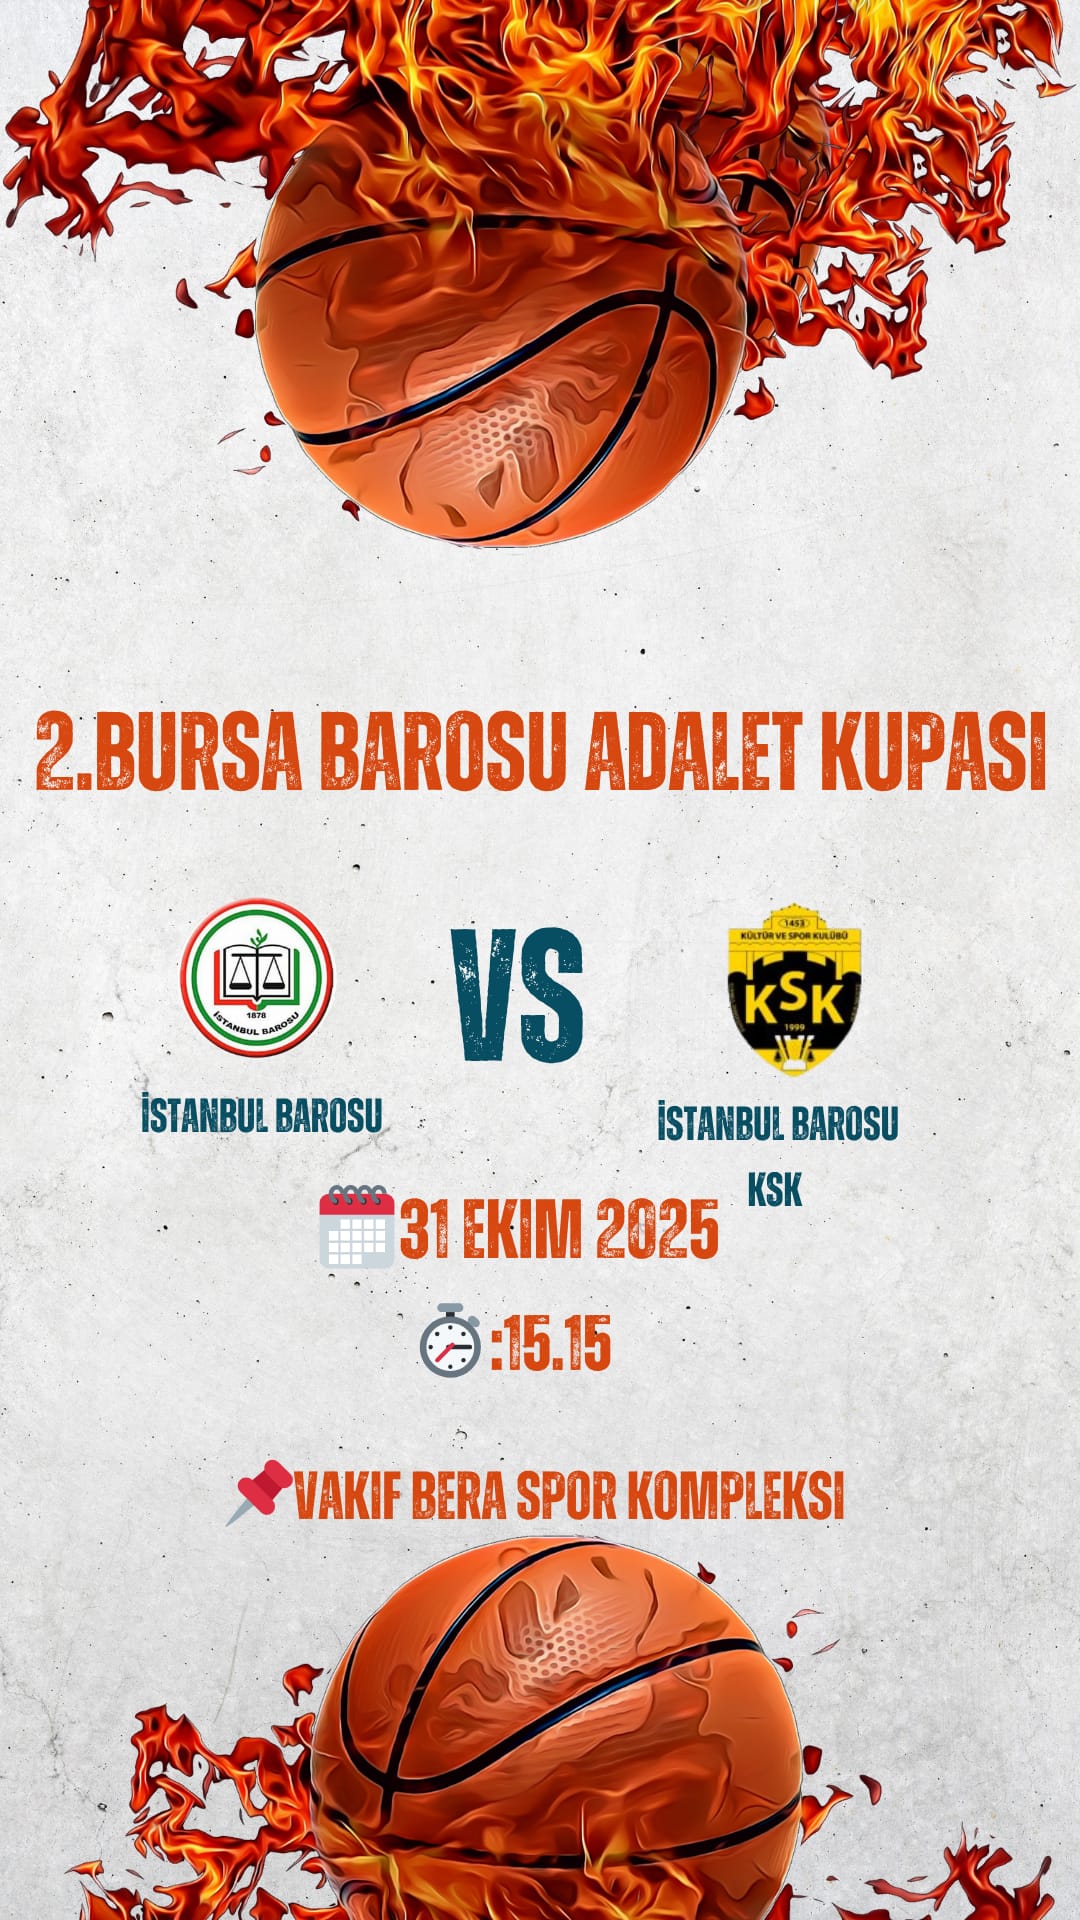 2.BURSA BAROSU ADALET KUPASI
1878
İSTANBUL BAROSU
VS
1453
KÜLTÜR VE SPOR KULÜBÜ
KSK
1999
İSTANBUL BAROSU
İSTANBUL BAROSU
KSK
31 EKIM 2025
:15.15
VAKIF BERA SPOR KOMPLEKSI